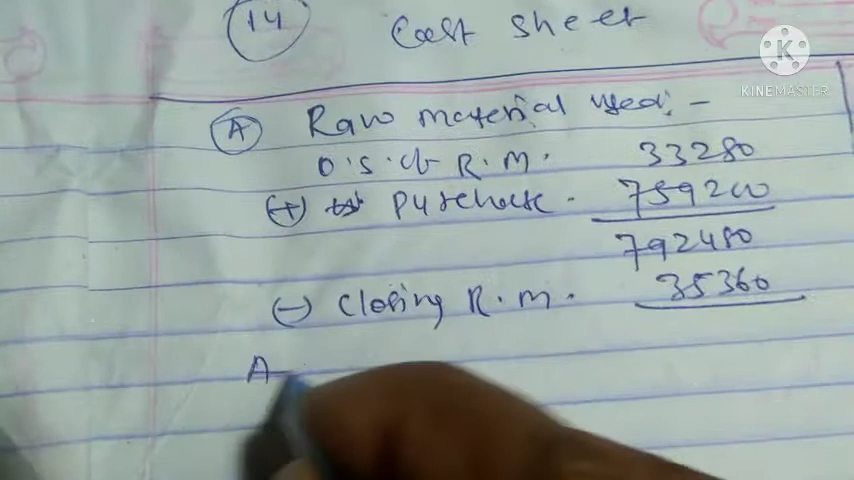 14 Cost sheet
K
KINEMASTER
A Raw material used: -
O.S. of R.M. 33280
(+) Purchase. 759200
792480
(-) Closing R.M. 35360
A